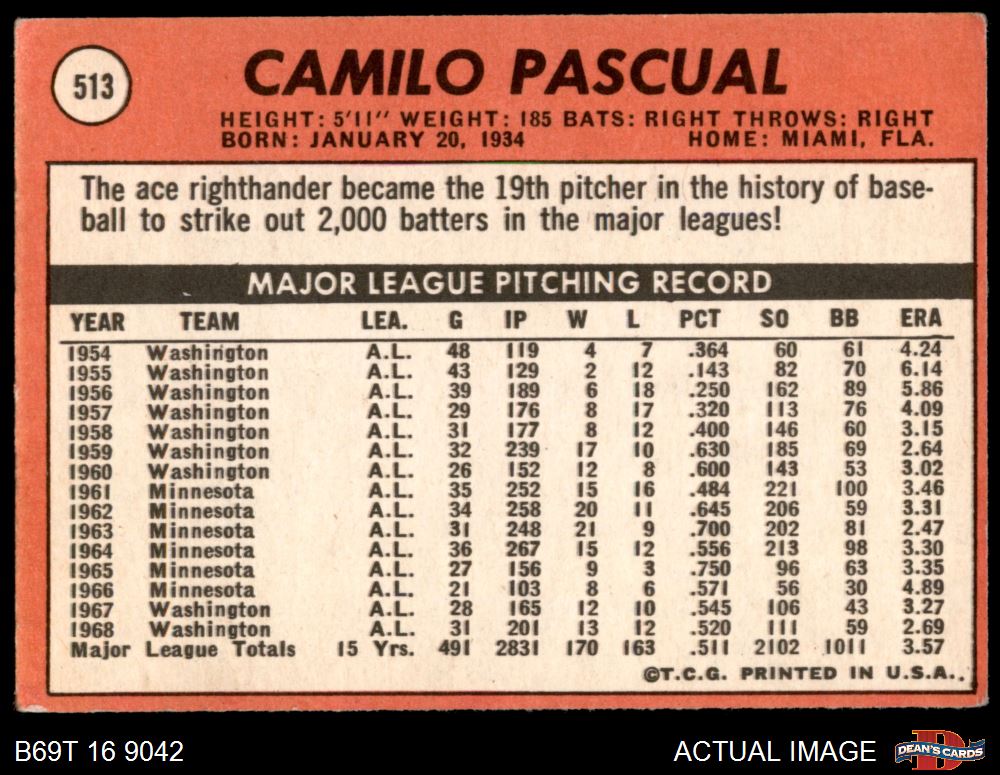 513
CAMILO PASCUAL
HEIGHT: 5'11" WEIGHT: 185 BATS: RIGHT THROWS: RIGHT
BORN: JANUARY 20, 1934 HOME: MIAMI, FLA.
The ace righthander became the 19th pitcher in the history of base-
ball to strike out 2,000 batters in the major leagues!
MAJOR LEAGUE PITCHING RECORD
YEAR TEAM LEA. G IP W L PCT SO BB ERA
1954 Washington A.L. 48 119 4 7 .364 60 61 4.24
1955 Washington A.L. 43 129 2 12 .143 82 70 6.14
1956 Washington A.L. 39 189 6 18 .250 162 89 5.86
1957 Washington A.L. 29 176 8 17 .320 113 76 4.09
1958 Washington A.L. 31 177 8 12 .400 146 60 3.15
1959 Washington A.L. 32 239 17 10 .630 185 69 2.64
1960 Washington A.L. 26 152 12 8 .600 143 53 3.02
1961 Minnesota A.L. 35 252 15 16 .484 221 100 3.46
1962 Minnesota A.L. 34 258 20 11 .645 206 59 3.31
1963 Minnesota A.L. 31 248 21 9 .700 202 81 2.47
1964 Minnesota A.L. 36 267 15 12 .556 213 98 3.30
1965 Minnesota A.L. 27 156 9 3 .750 96 63 3.35
1966 Minnesota A.L. 21 103 8 6 .571 56 30 4.89
1967 Washington A.L. 28 165 12 10 .545 106 43 3.27
1968 Washington A.L. 31 201 13 12 .520 111 59 2.69
Major League Totals 15 Yrs. 491 2831 170 163 .511 2102 1011 3.57
©T.C.G. PRINTED IN U.S.A.
B69T 16 9042 ACTUAL IMAGE DEAN'S CARDS